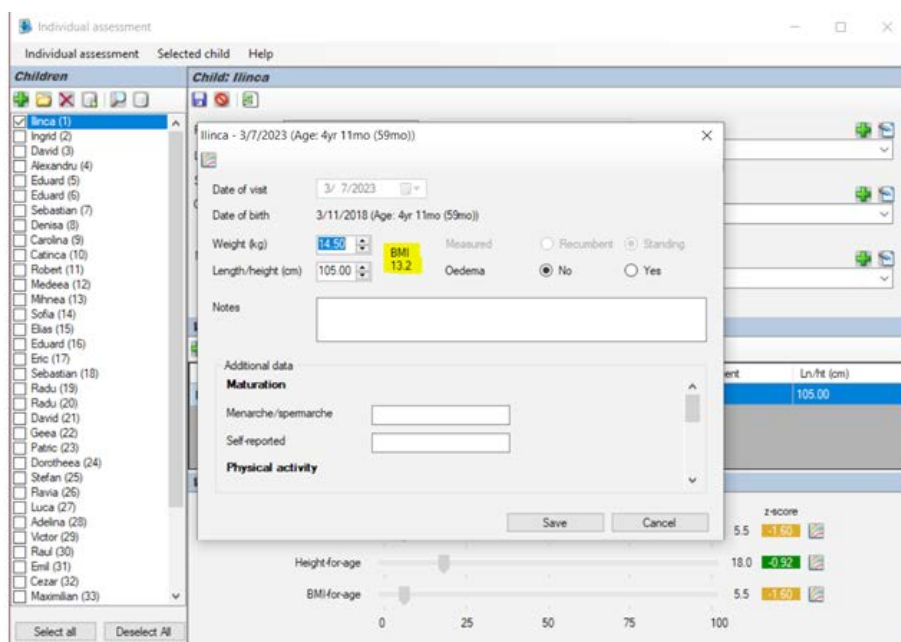 Individual assessment
Individual assessment Selected child Help
Children
Ilinca (1)
Ingrid (2)
David (3)
Alexandru (4)
Eduard (5)
Eduard (6)
Sebastian (7)
Denisa (8)
Carolina (9)
Catinca (10)
Robert (11)
Medeea (12)
Mihnea (13)
Sofia (14)
Elias (15)
Eduard (16)
Eric (17)
Sebastian (18)
Radu (19)
Radu (20)
David (21)
Geea (22)
Patric (23)
Dorotheea (24)
Stefan (25)
Flavia (26)
Luca (27)
Adelina (28)
Victor (29)
Raul (30)
Emil (31)
Cezar (32)
Maximilian (33)
Select all Deselect All
Child: Ilinca
Ilinca - 3/7/2023 (Age: 4yr 11mo (59mo))
Date of visit 3/ 7/2023
Date of birth 3/11/2018 (Age: 4yr 11mo (59mo))
Weight (kg) 14.50 BMI Measured Recumbent Standing
Length/height (cm) 105.00 13.2 Oedema No Yes
Notes
Additional data
Maturation
Menarche/spermarche
Self-reported
Physical activity
Save Cancel
Ln/ht (cm)
105.00
z-score
5.5 -1.60
Height-for-age 18.0 -0.92
BMI-for-age 5.5 -1.60
0 25 50 75 100